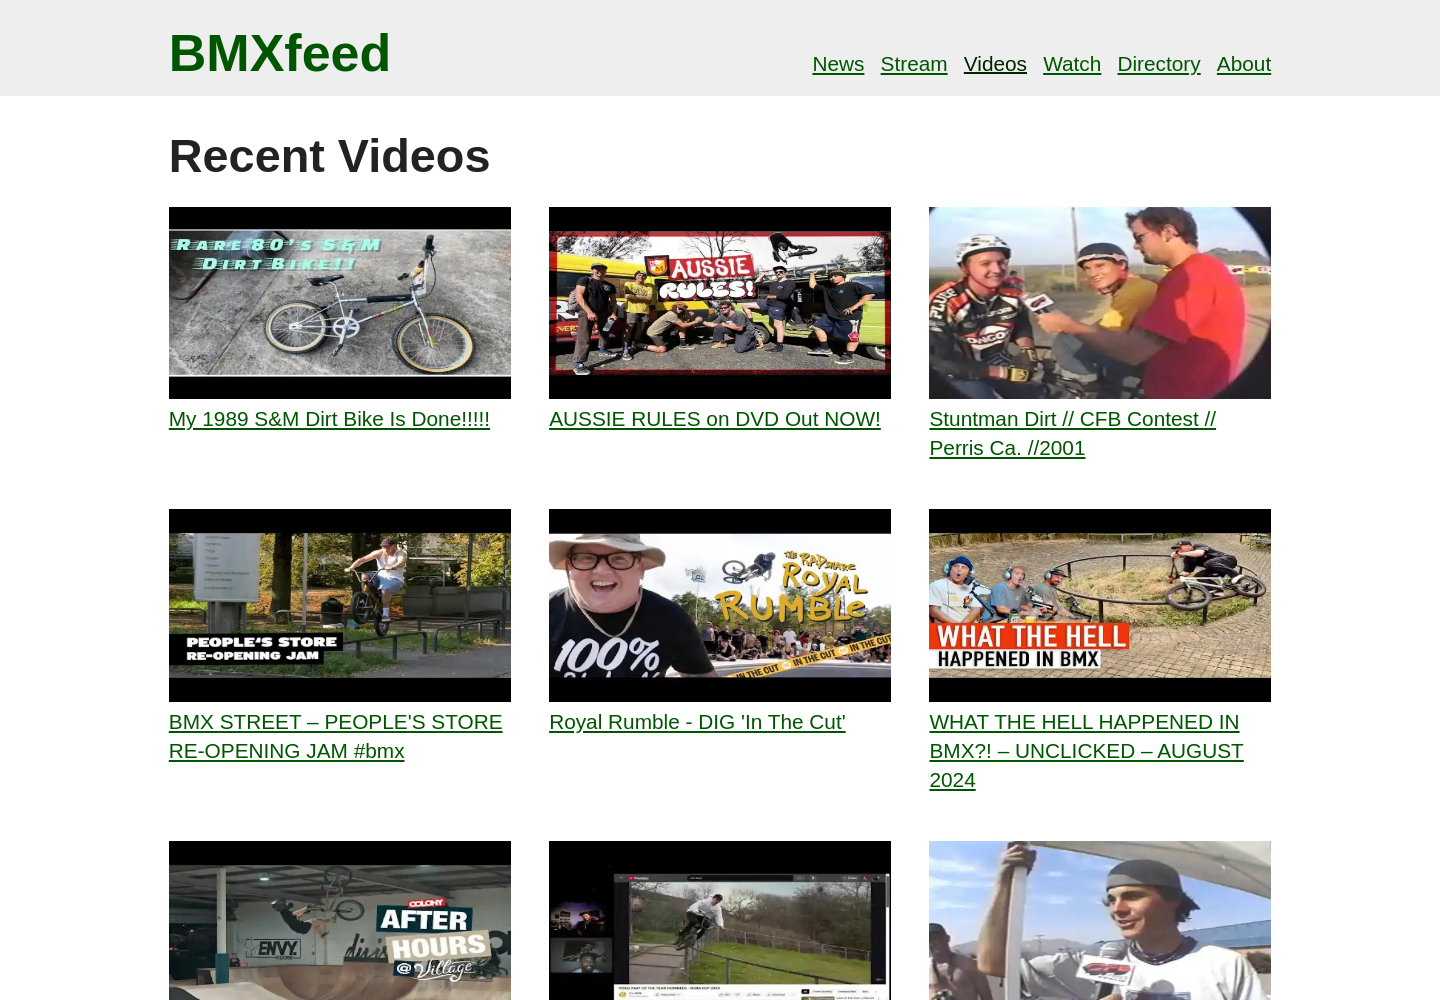 BMXfeed
News Stream Videos Watch Directory About
Recent Videos
RARE 80's S&M
DIRT BIKE!!
AUSSIE
RULES!
My 1989 S&M Dirt Bike Is Done!!!!!
AUSSIE RULES on DVD Out NOW!
Stuntman Dirt // CFB Contest //
Perris Ca. //2001
PEOPLE'S STORE
RE-OPENING JAM
THE RAPSHARE
ROYAL
RUMBLE
100%
IN THE CUT IN THE CUT IN THE CUT
WHAT THE HELL
HAPPENED IN BMX
BMX STREET – PEOPLE'S STORE
RE-OPENING JAM #bmx
Royal Rumble - DIG 'In The Cut'
WHAT THE HELL HAPPENED IN
BMX?! – UNCLICKED – AUGUST
2024
COLONY
AFTER
HOURS
@ Village
ENVY.